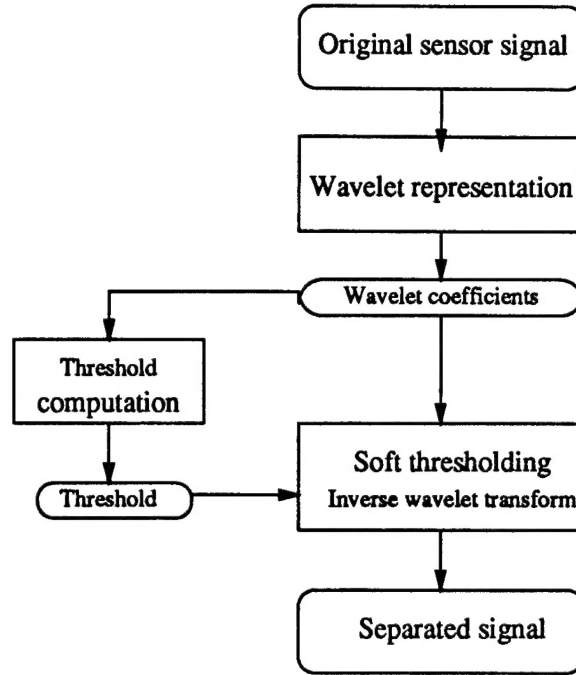 Original sensor signal
Wavelet representation
Wavelet coefficients
Threshold
computation
Threshold
Soft thresholding
Inverse wavelet transform
Separated signal